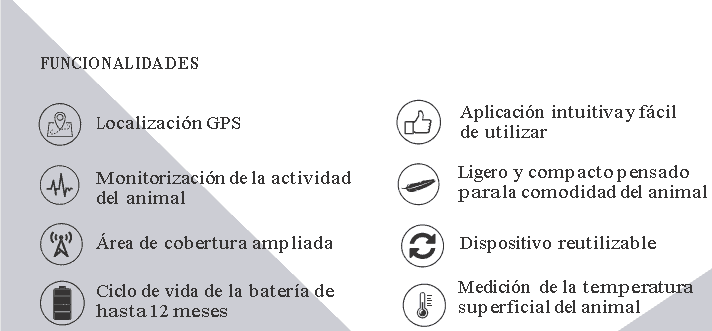 FUNCIONALIDADES
Localización GPS
Monitorización de la actividad
del animal
Área de cobertura ampliada
Ciclo de vida de la batería de
hasta 12 meses
Aplicación intuitiva y fácil
de utilizar
Ligero y compacto pensado
para la comodidad del animal
Dispositivo reutilizable
Medición de la temperatura
superficial del animal